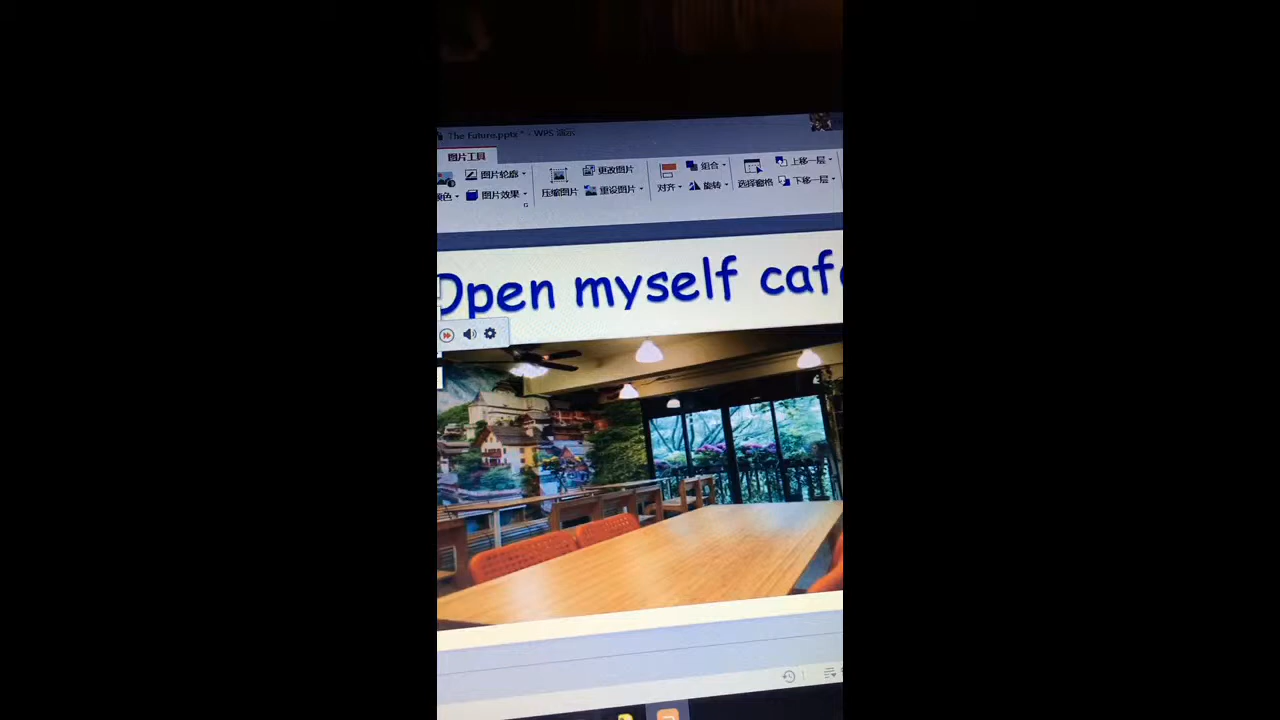 The Future.pptx * - WPS 演示
图片工具
图片轮廓
压缩图片
更改图片
组合
上移一层
图片效果
重设图片
对齐
旋转
选择窗格
下移一层
Open myself caf